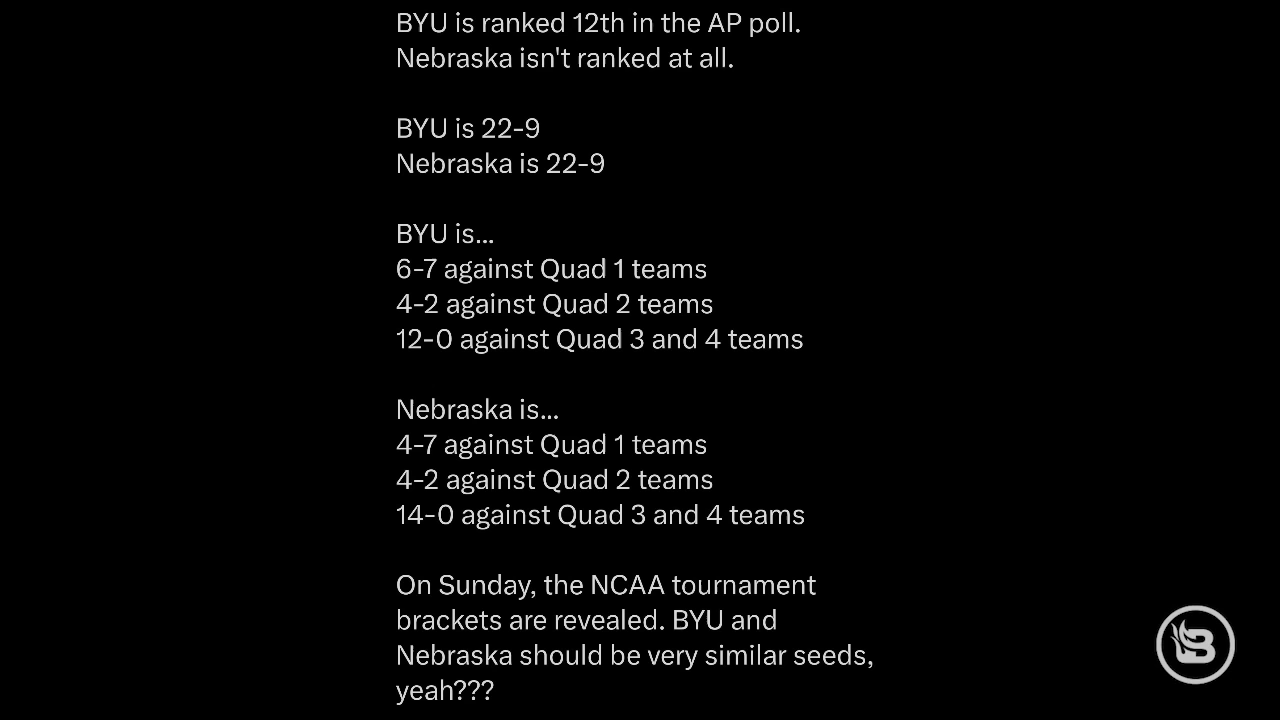 BYU is ranked 12th in the AP poll.
Nebraska isn't ranked at all.
BYU is 22-9
Nebraska is 22-9
BYU is...
6-7 against Quad 1 teams
4-2 against Quad 2 teams
12-0 against Quad 3 and 4 teams
Nebraska is...
4-7 against Quad 1 teams
4-2 against Quad 2 teams
14-0 against Quad 3 and 4 teams
On Sunday, the NCAA tournament
brackets are revealed. BYU and
Nebraska should be very similar seeds,
yeah???
B